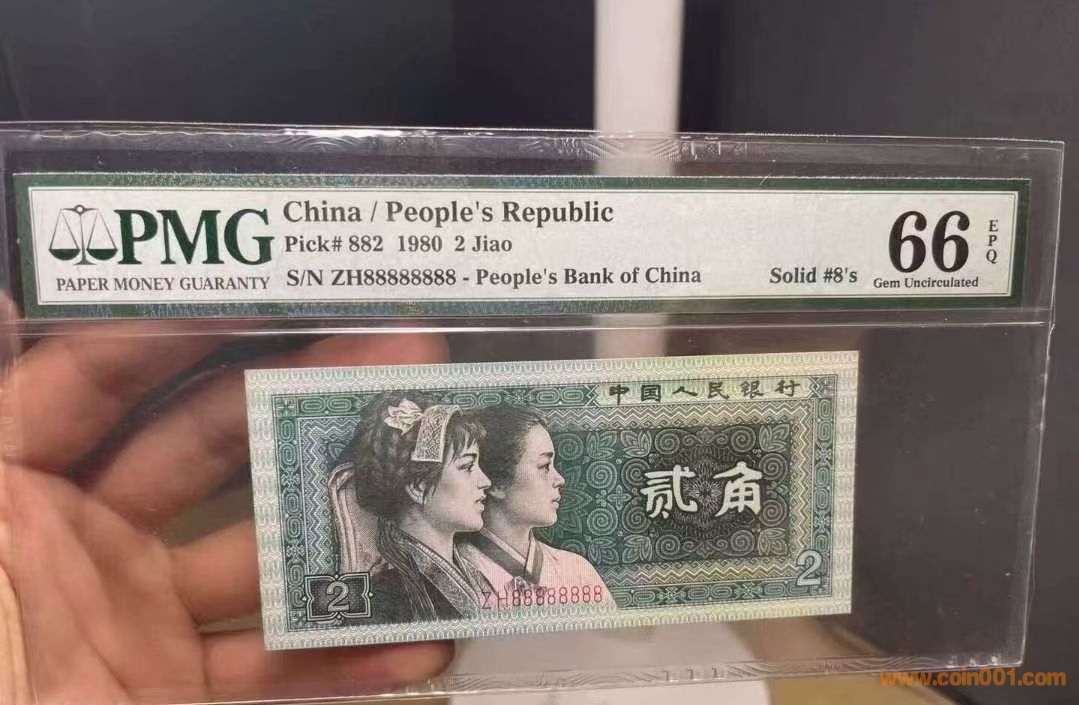 PMG
PAPER MONEY GUARANTY
China / People's Republic
Pick# 882 1980 2 Jiao
S/N ZH88888888 - People's Bank of China
Solid #8's
66
EPQ
Gem Uncirculated
中国人民银行
贰角
2
2
ZH88888888
www.coin001.com